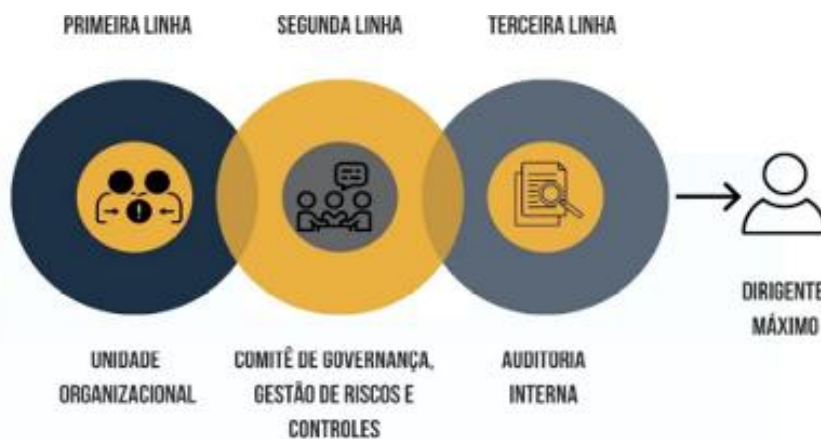 PRIMEIRA LINHA
SEGUNDA LINHA
TERCEIRA LINHA
UNIDADE
ORGANIZACIONAL
COMITÊ DE GOVERNANÇA,
GESTÃO DE RISCOS E
CONTROLES
AUDITORIA
INTERNA
DIRIGENTE
MÁXIMO